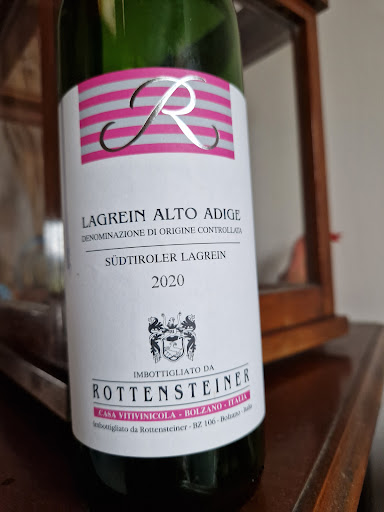 R
LAGREIN ALTO ADIGE
DENOMINAZIONE DI ORIGINE CONTROLLATA
SÜDTIROLER LAGREIN
2020
IMBOTTIGLIATO DA
ROTTENSTEINER
CASA VITIVINICOLA - BOLZANO - ITALIA
Imbottigliato da Rottensteiner - BZ 106 - Bolzano - Italia